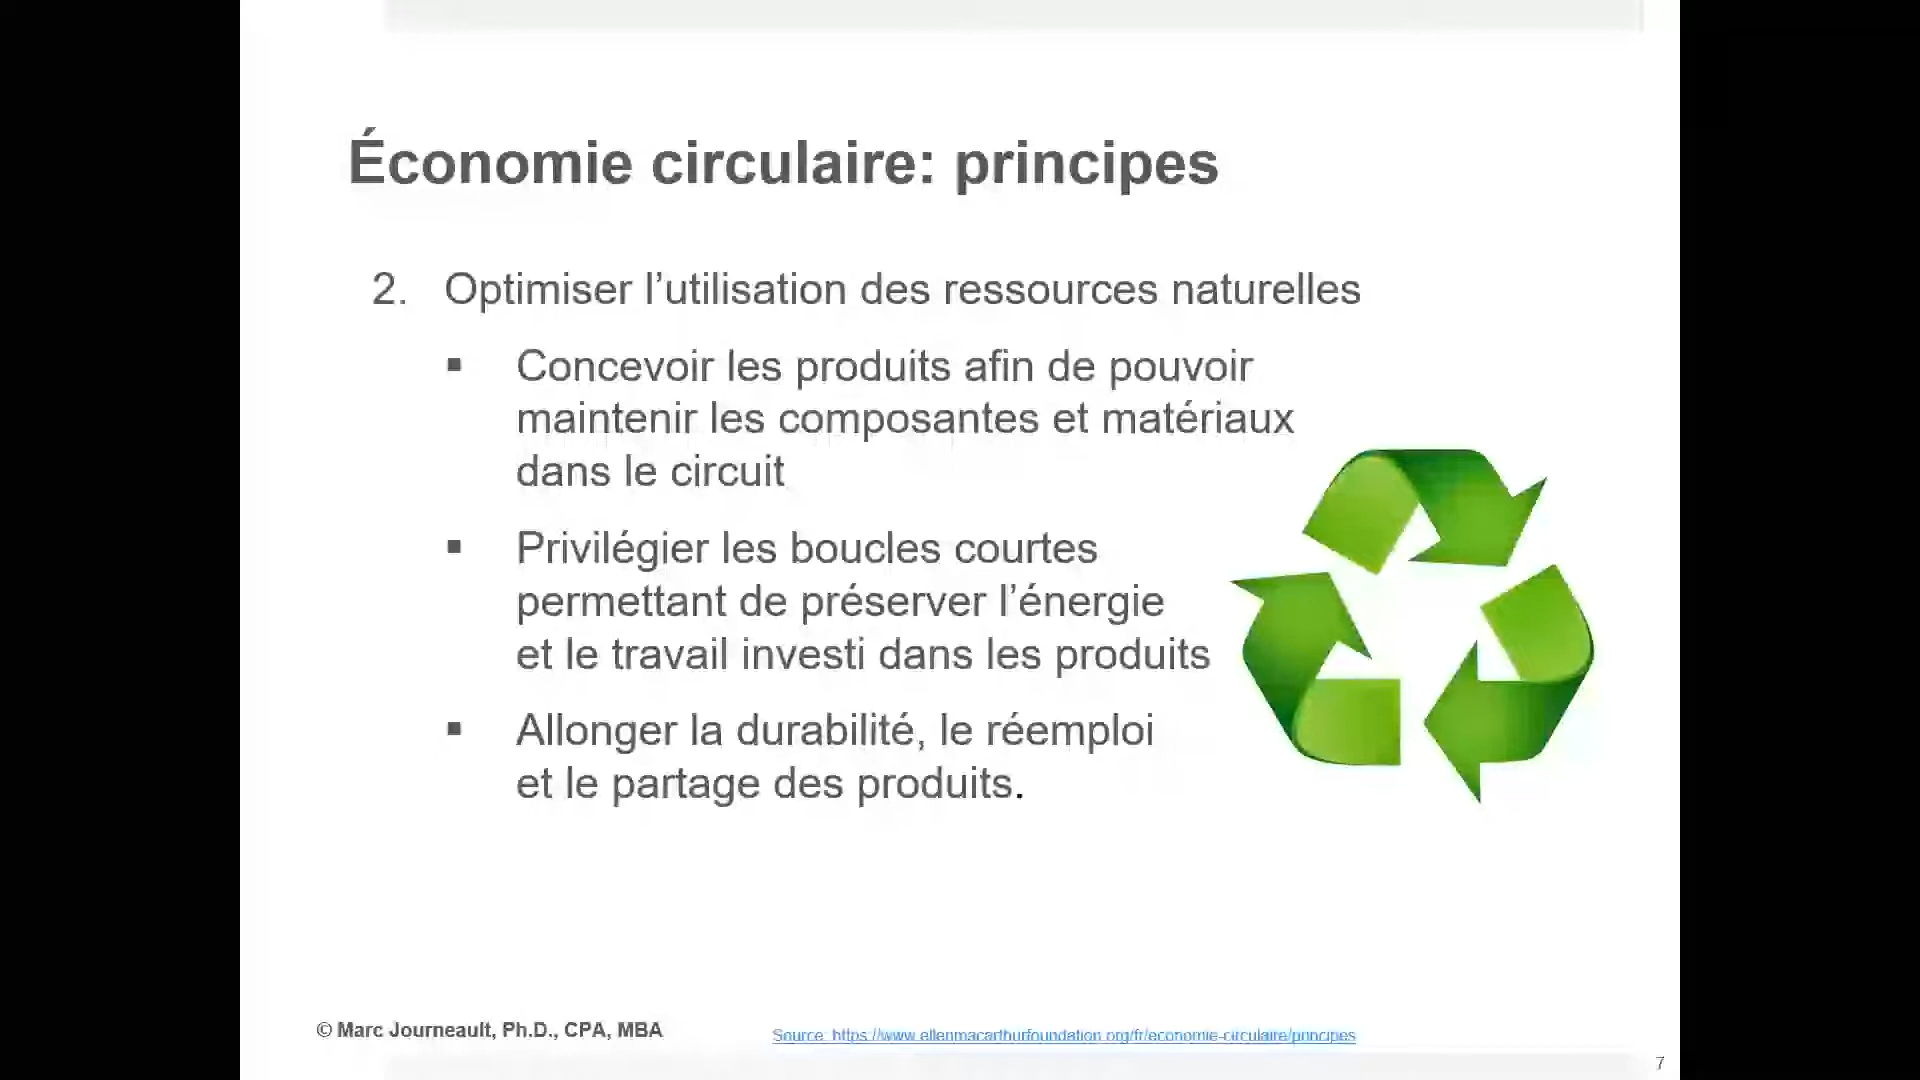 Économie circulaire: principes
2. Optimiser l’utilisation des ressources naturelles
▪ Concevoir les produits afin de pouvoir
maintenir les composantes et matériaux
dans le circuit
▪ Privilégier les boucles courtes
permettant de préserver l’énergie
et le travail investi dans les produits
▪ Allonger la durabilité, le réemploi
et le partage des produits.
© Marc Journeault, Ph.D., CPA, MBA
Source: https://www.ellenmacarthurfoundation.org/fr/economie-circulaire/principes
7